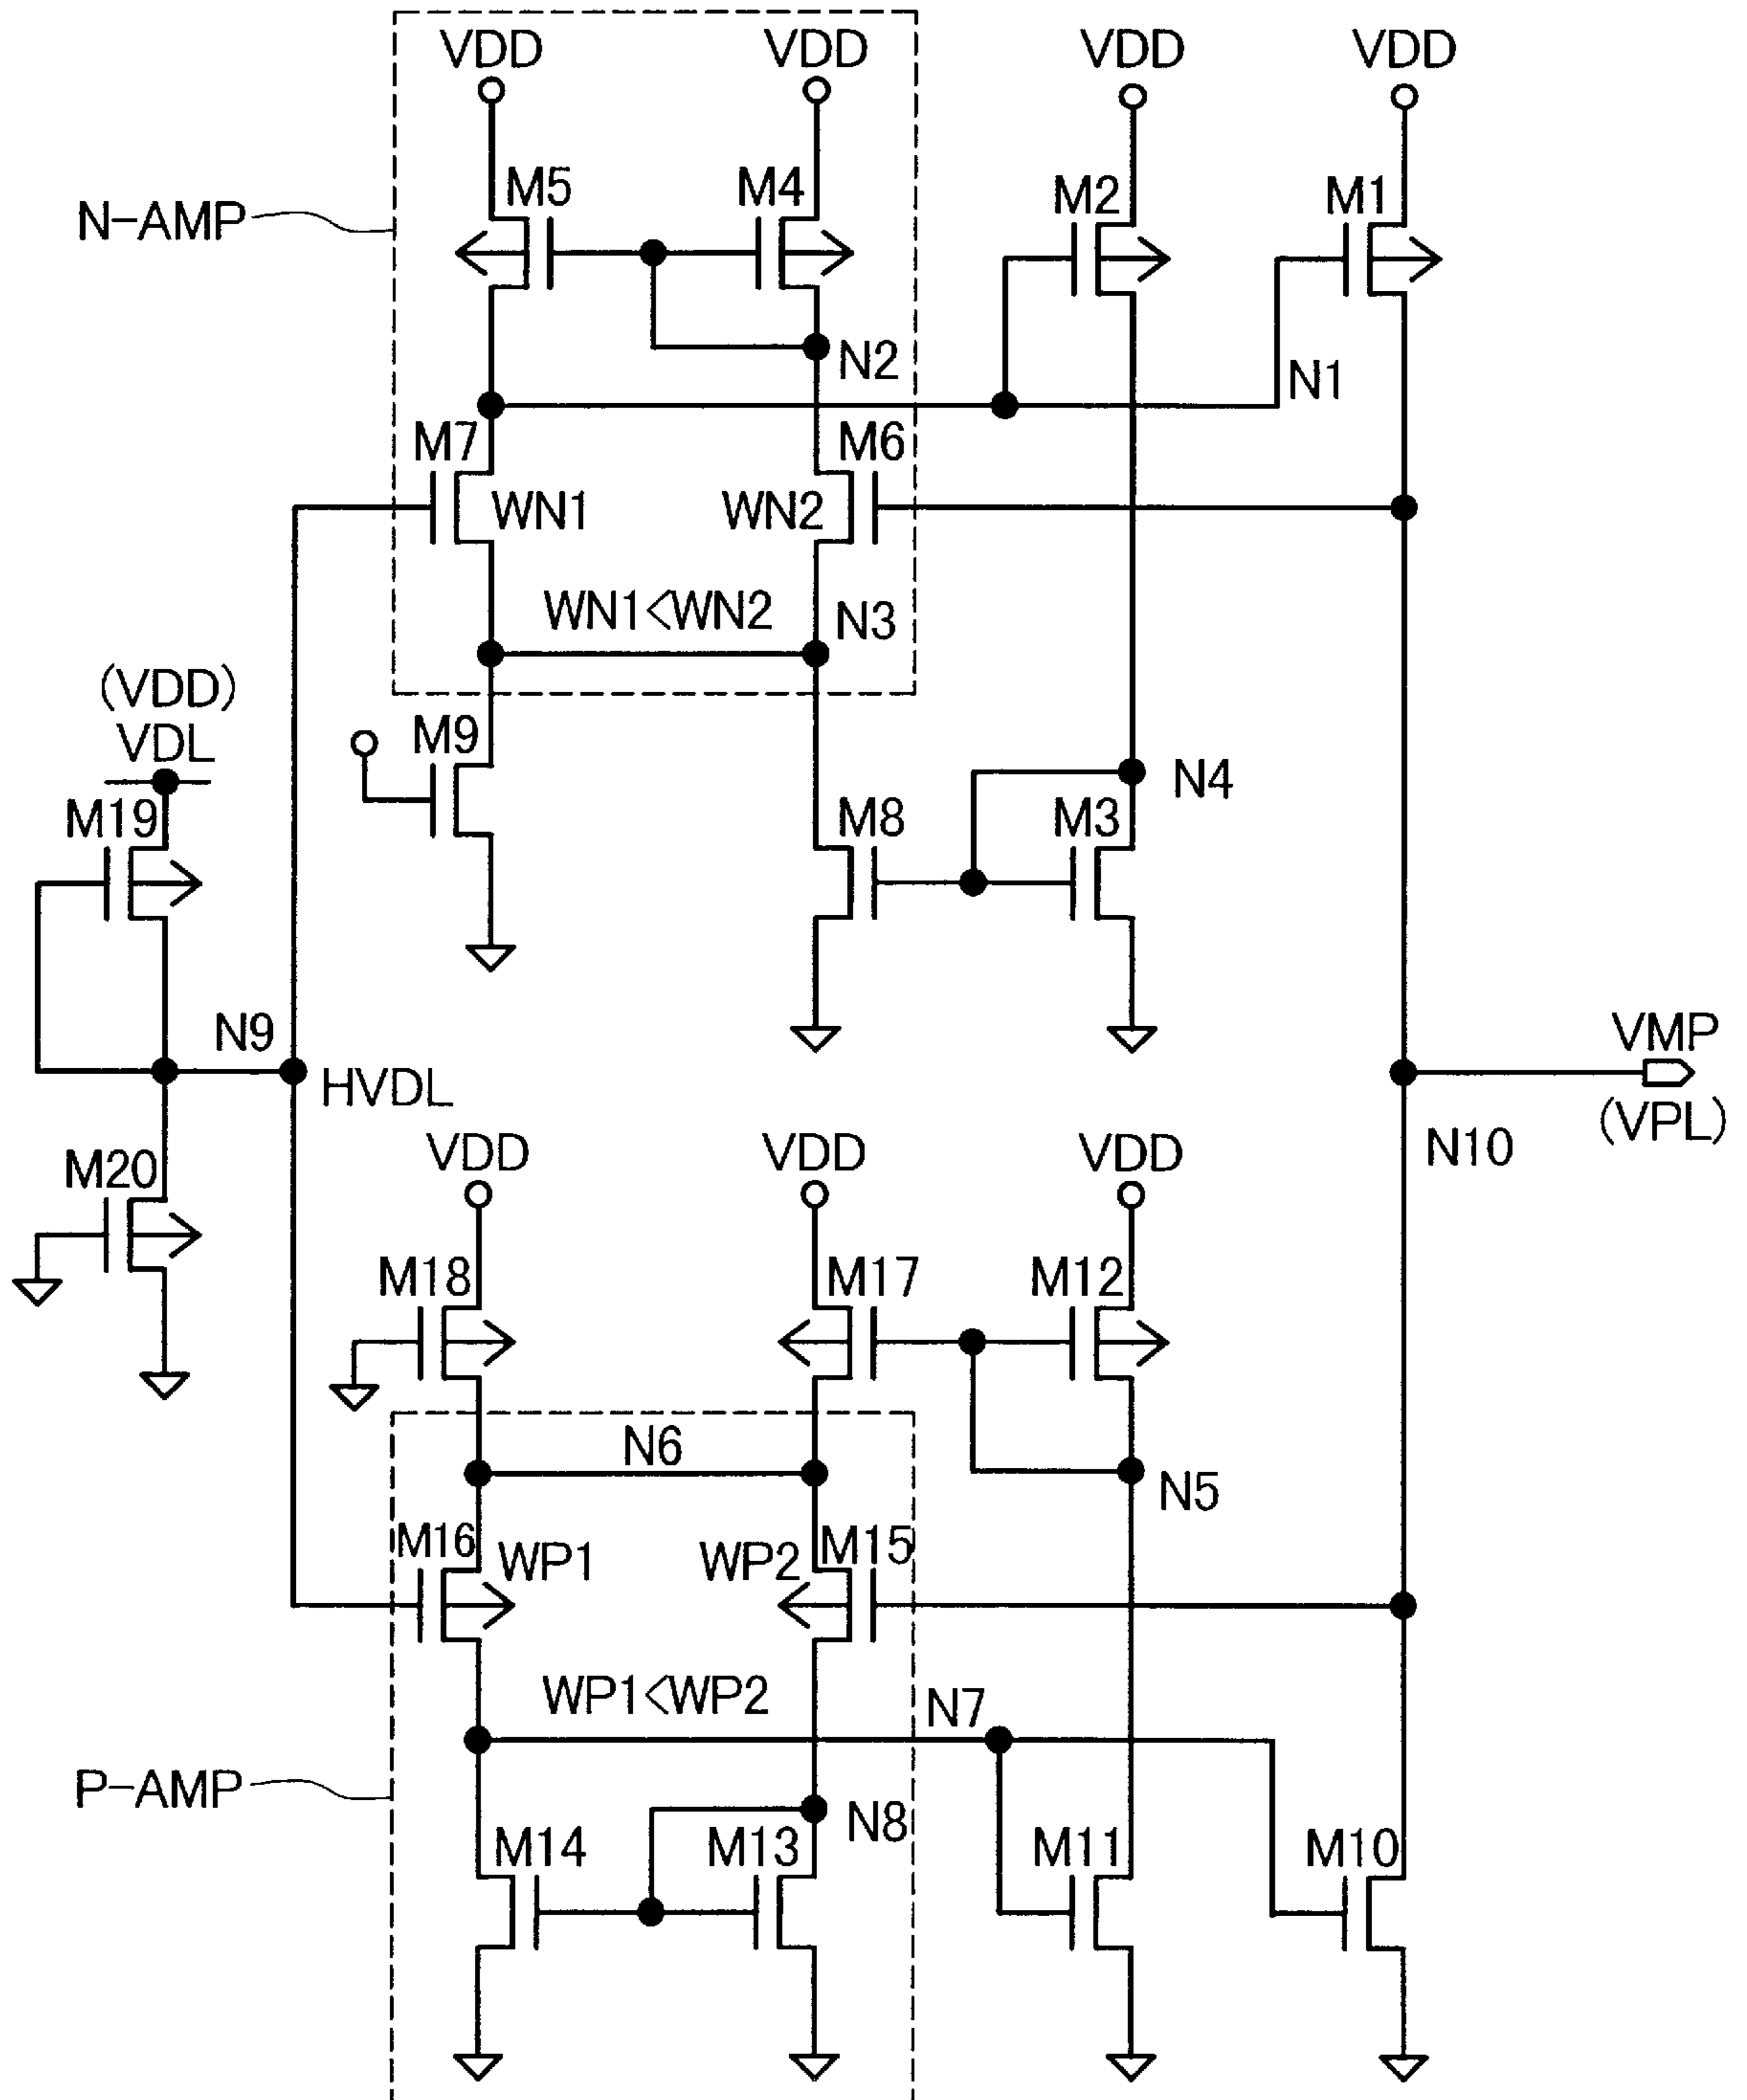 VDD VDD VDD VDD
M5 M4 M2 M1
N-AMP
N2
N1
M7 M6
WN1 WN2
WN1<WN2 N3
(VDD)
VDL
M9
N4
M19
M8 M3
N9
HVDL
VMP
(VPL)
N10
VDD VDD VDD
M20
M18 M17 M12
N6
N5
M16 WP1 WP2 M15
WP1<WP2 N7
P-AMP
N8
M14 M13 M11 M10